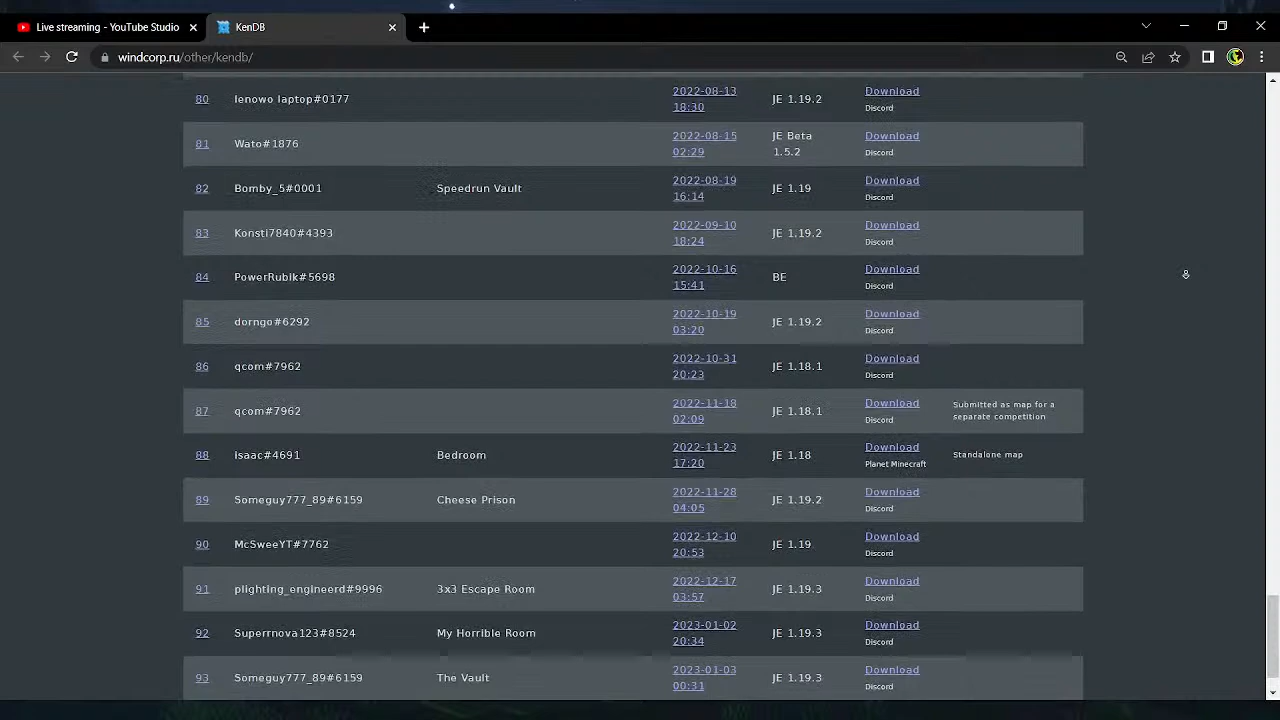 Live streaming - YouTube Studio
KenDB
windcorp.ru/other/kendb/
80 lenowo laptop#0177 2022-08-13 18:30 JE 1.19.2 Download Discord
81 Wato#1876 2022-08-15 02:29 JE Beta 1.5.2 Download Discord
82 Bomby_5#0001 Speedrun Vault 2022-08-19 16:14 JE 1.19 Download Discord
83 Konsti7840#4393 2022-09-10 18:24 JE 1.19.2 Download Discord
84 PowerRubik#5698 2022-10-16 15:41 BE Download Discord
85 dorngo#6292 2022-10-19 03:20 JE 1.19.2 Download Discord
86 qcom#7962 2022-10-31 20:23 JE 1.18.1 Download Discord
87 qcom#7962 2022-11-18 02:09 JE 1.18.1 Download Discord Submitted as map for a separate competition
88 isaac#4691 Bedroom 2022-11-23 17:20 JE 1.18 Download Planet Minecraft Standalone map
89 Someguy777_89#6159 Cheese Prison 2022-11-28 04:05 JE 1.19.2 Download Discord
90 McSweeYT#7762 2022-12-10 20:53 JE 1.19 Download Discord
91 plighting_engineerd#9996 3x3 Escape Room 2022-12-17 03:57 JE 1.19.3 Download Discord
92 Superrnova123#8524 My Horrible Room 2023-01-02 20:34 JE 1.19.3 Download Discord
93 Someguy777_89#6159 The Vault 2023-01-03 00:31 JE 1.19.3 Download Discord